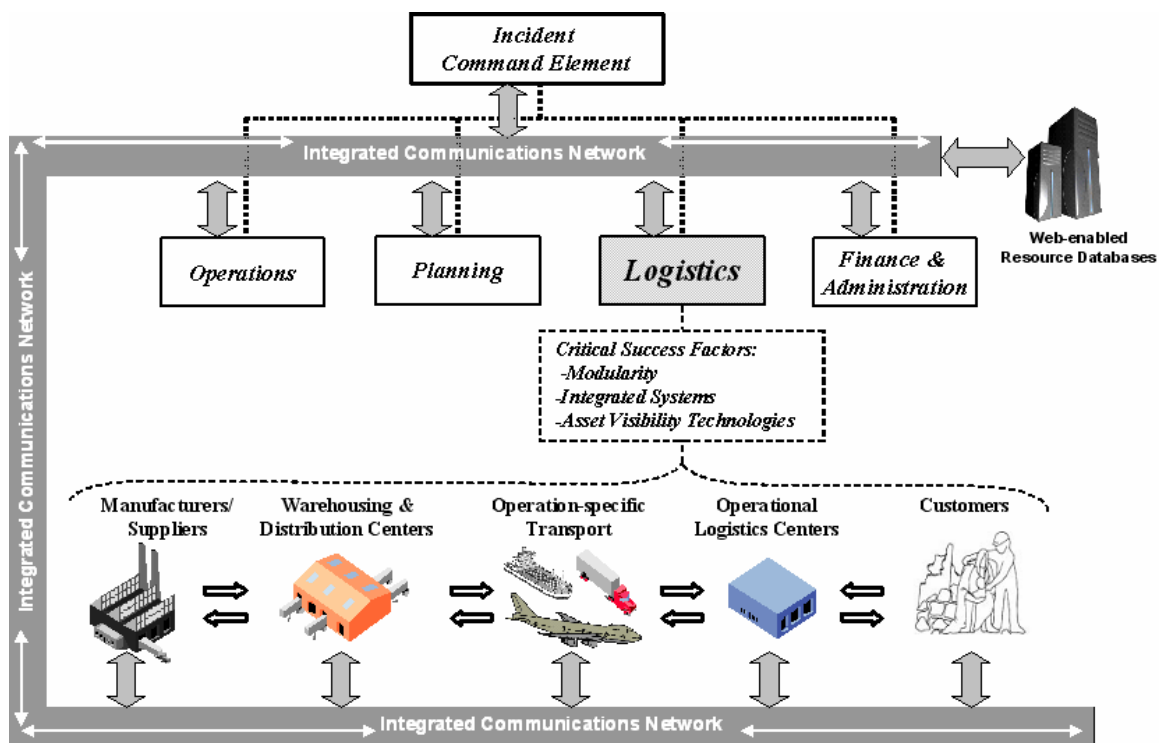 Incident
Command Element
Integrated Communications Network
Web-enabled
Resource Databases
Operations
Planning
Logistics
Finance &
Administration
Integrated Communications Network
Critical Success Factors:
-Modularity
-Integrated Systems
-Asset Visibility Technologies
Manufacturers/
Suppliers
Warehousing &
Distribution Centers
Operation-specific
Transport
Operational
Logistics Centers
Customers
Integrated Communications Network